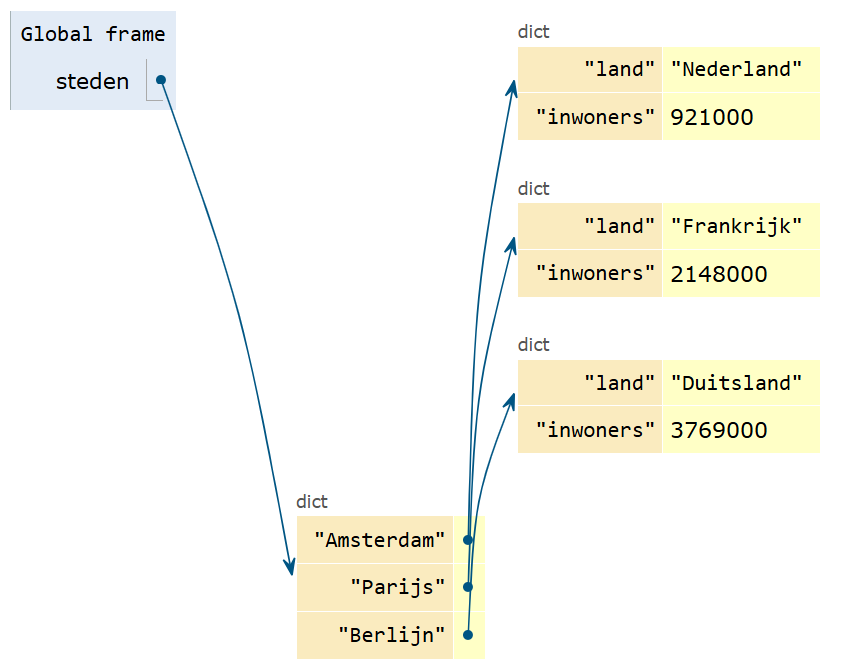 Global frame
steden
dict
"land" "Nederland"
"inwoners" 921000
dict
"land" "Frankrijk"
"inwoners" 2148000
dict
"land" "Duitsland"
"inwoners" 3769000
dict
"Amsterdam"
"Parijs"
"Berlijn"